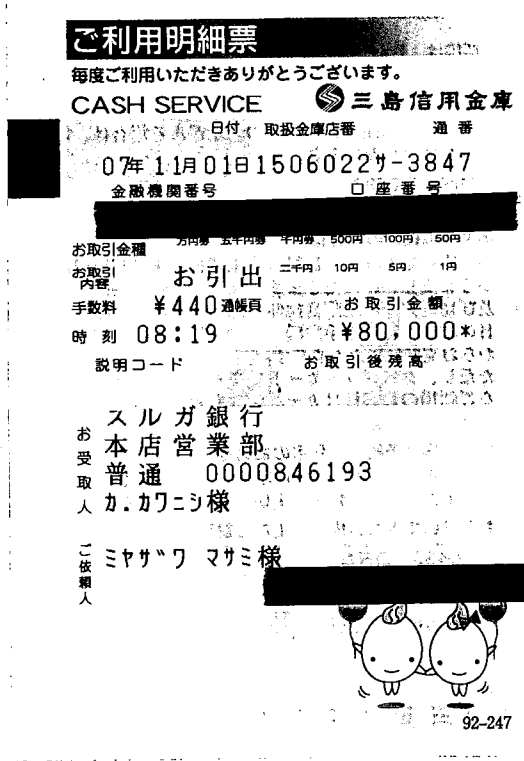 ご利用明細票
毎度ご利用いただきありがとうございます。
CASH SERVICE 三島信用金庫
日付 取扱金庫店番 通番
07年11月01日1506022サ-3847
金融機関番号 口座番号
お取引金種 万円券 五千円券 千円券 500円 100円 50円
お取引内容 お引出 二千円 10円 5円 1円
手数料 ¥440 通帳頁 お取引金額
時刻 08:19 ¥80,000*
説明コード お取引後残高
お受取人
スルガ銀行
本店営業部
普通 0000846193
カ.カワニシ様
ご依頼人 ミヤザワ マサミ様
92-247